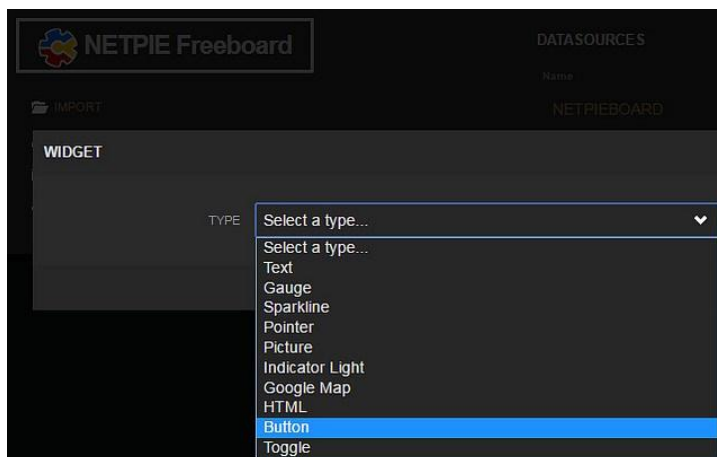 NETPIE Freeboard
DATASOURCES
Name
IMPORT
NETPIEBOARD
WIDGET
TYPE
Select a type...
Select a type...
Text
Gauge
Sparkline
Pointer
Picture
Indicator Light
Google Map
HTML
Button
Toggle